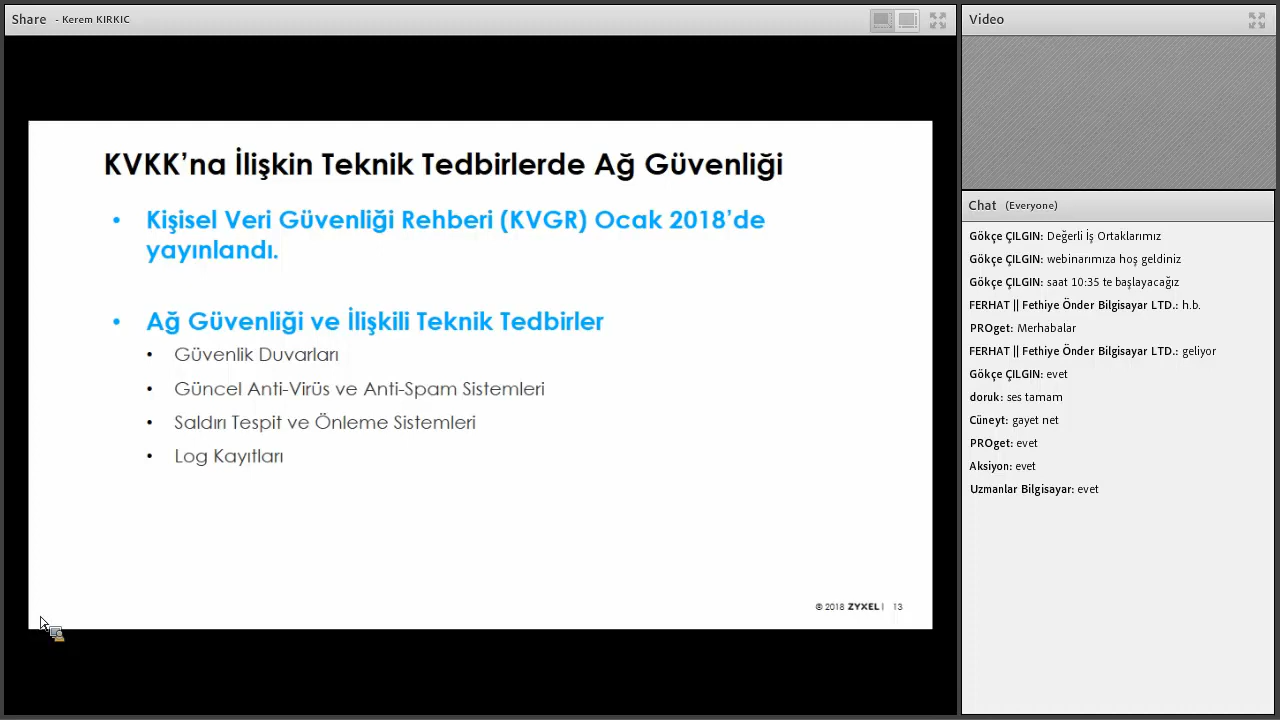 Share - Kerem KIRKIC
KVKK’na İlişkin Teknik Tedbirlerde Ağ Güvenliği
• Kişisel Veri Güvenliği Rehberi (KVGR) Ocak 2018’de
yayınlandı.
• Ağ Güvenliği ve İlişkili Teknik Tedbirler
• Güvenlik Duvarları
• Güncel Anti-Virüs ve Anti-Spam Sistemleri
• Saldırı Tespit ve Önleme Sistemleri
• Log Kayıtları
© 2018 ZYXEL | 13
Video
Chat (Everyone)
Gökçe ÇILGIN: Değerli İş Ortaklarımız
Gökçe ÇILGIN: webinarımıza hoş geldiniz
Gökçe ÇILGIN: saat 10:35 te başlayacağız
FERHAT || Fethiye Önder Bilgisayar LTD.: h.b.
PROget: Merhabalar
FERHAT || Fethiye Önder Bilgisayar LTD.: geliyor
Gökçe ÇILGIN: evet
doruk: ses tamam
Cüneyt: gayet net
PROget: evet
Aksiyon: evet
Uzmanlar Bilgisayar: evet